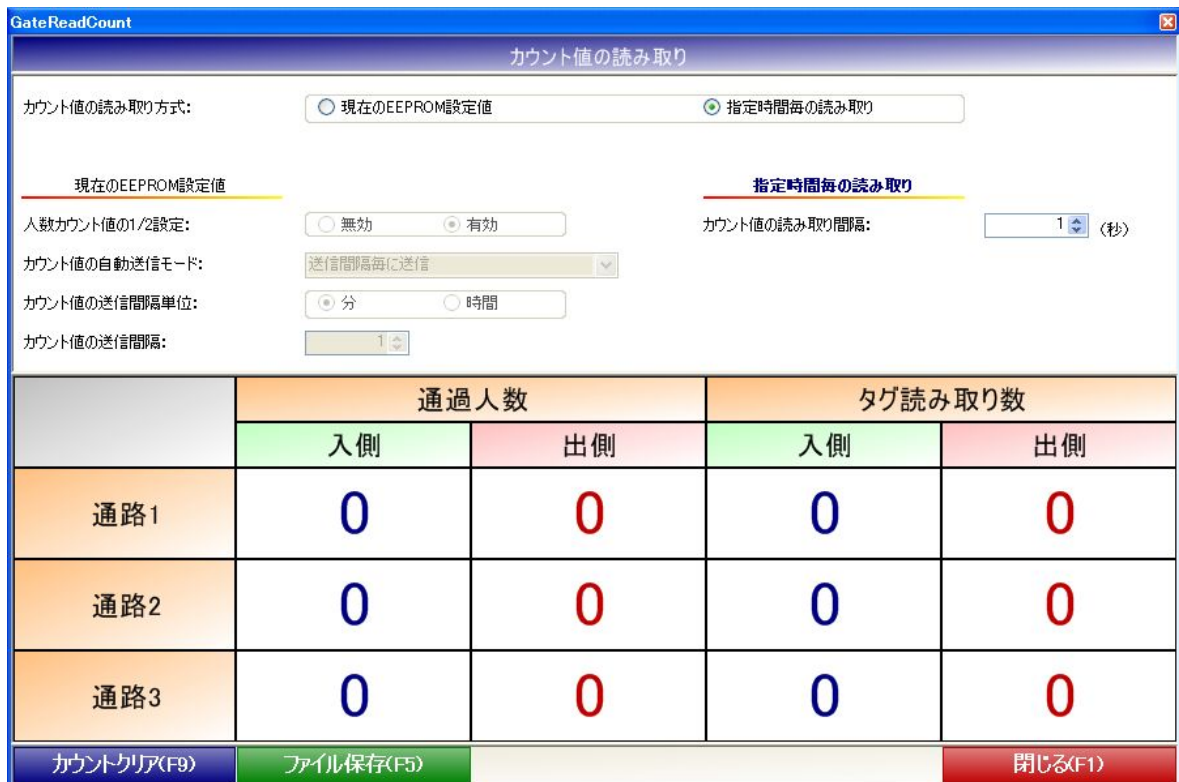 GateReadCount
カウント値の読み取り
カウント値の読み取り方式: 現在のEEPROM設定値 指定時間毎の読み取り
現在のEEPROM設定値 指定時間毎の読み取り
人数カウント値の1/2設定: 無効 有効 カウント値の読み取り間隔: 1 (秒)
カウント値の自動送信モード: 送信間隔毎に送信
カウント値の送信間隔単位: 分 時間
カウント値の送信間隔: 1
通過人数 タグ読み取り数
入側 出側 入側 出側
通路1 0 0 0 0
通路2 0 0 0 0
通路3 0 0 0 0
カウントクリア(F9) ファイル保存(F5) 閉じる(F1)